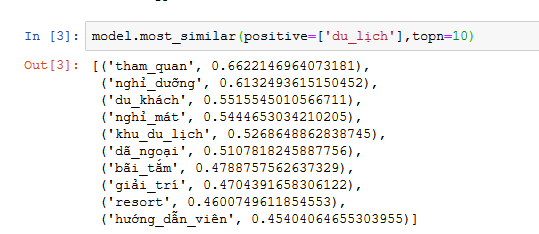 In [3]: model.most_similar(positive=['du_lịch'],topn=10)
Out[3]: [('tham_quan', 0.6622146964073181),
('nghỉ_dưỡng', 0.6132493615150452),
('du_khách', 0.5515545010566711),
('nghỉ_mát', 0.5444653034210205),
('khu_du_lịch', 0.5268648862838745),
('dã_ngoại', 0.5107818245887756),
('bãi_tắm', 0.4788757562637329),
('giải_trí', 0.4704391658306122),
('resort', 0.4600749611854553),
('hướng_dẫn_viên', 0.45404064655303955)]